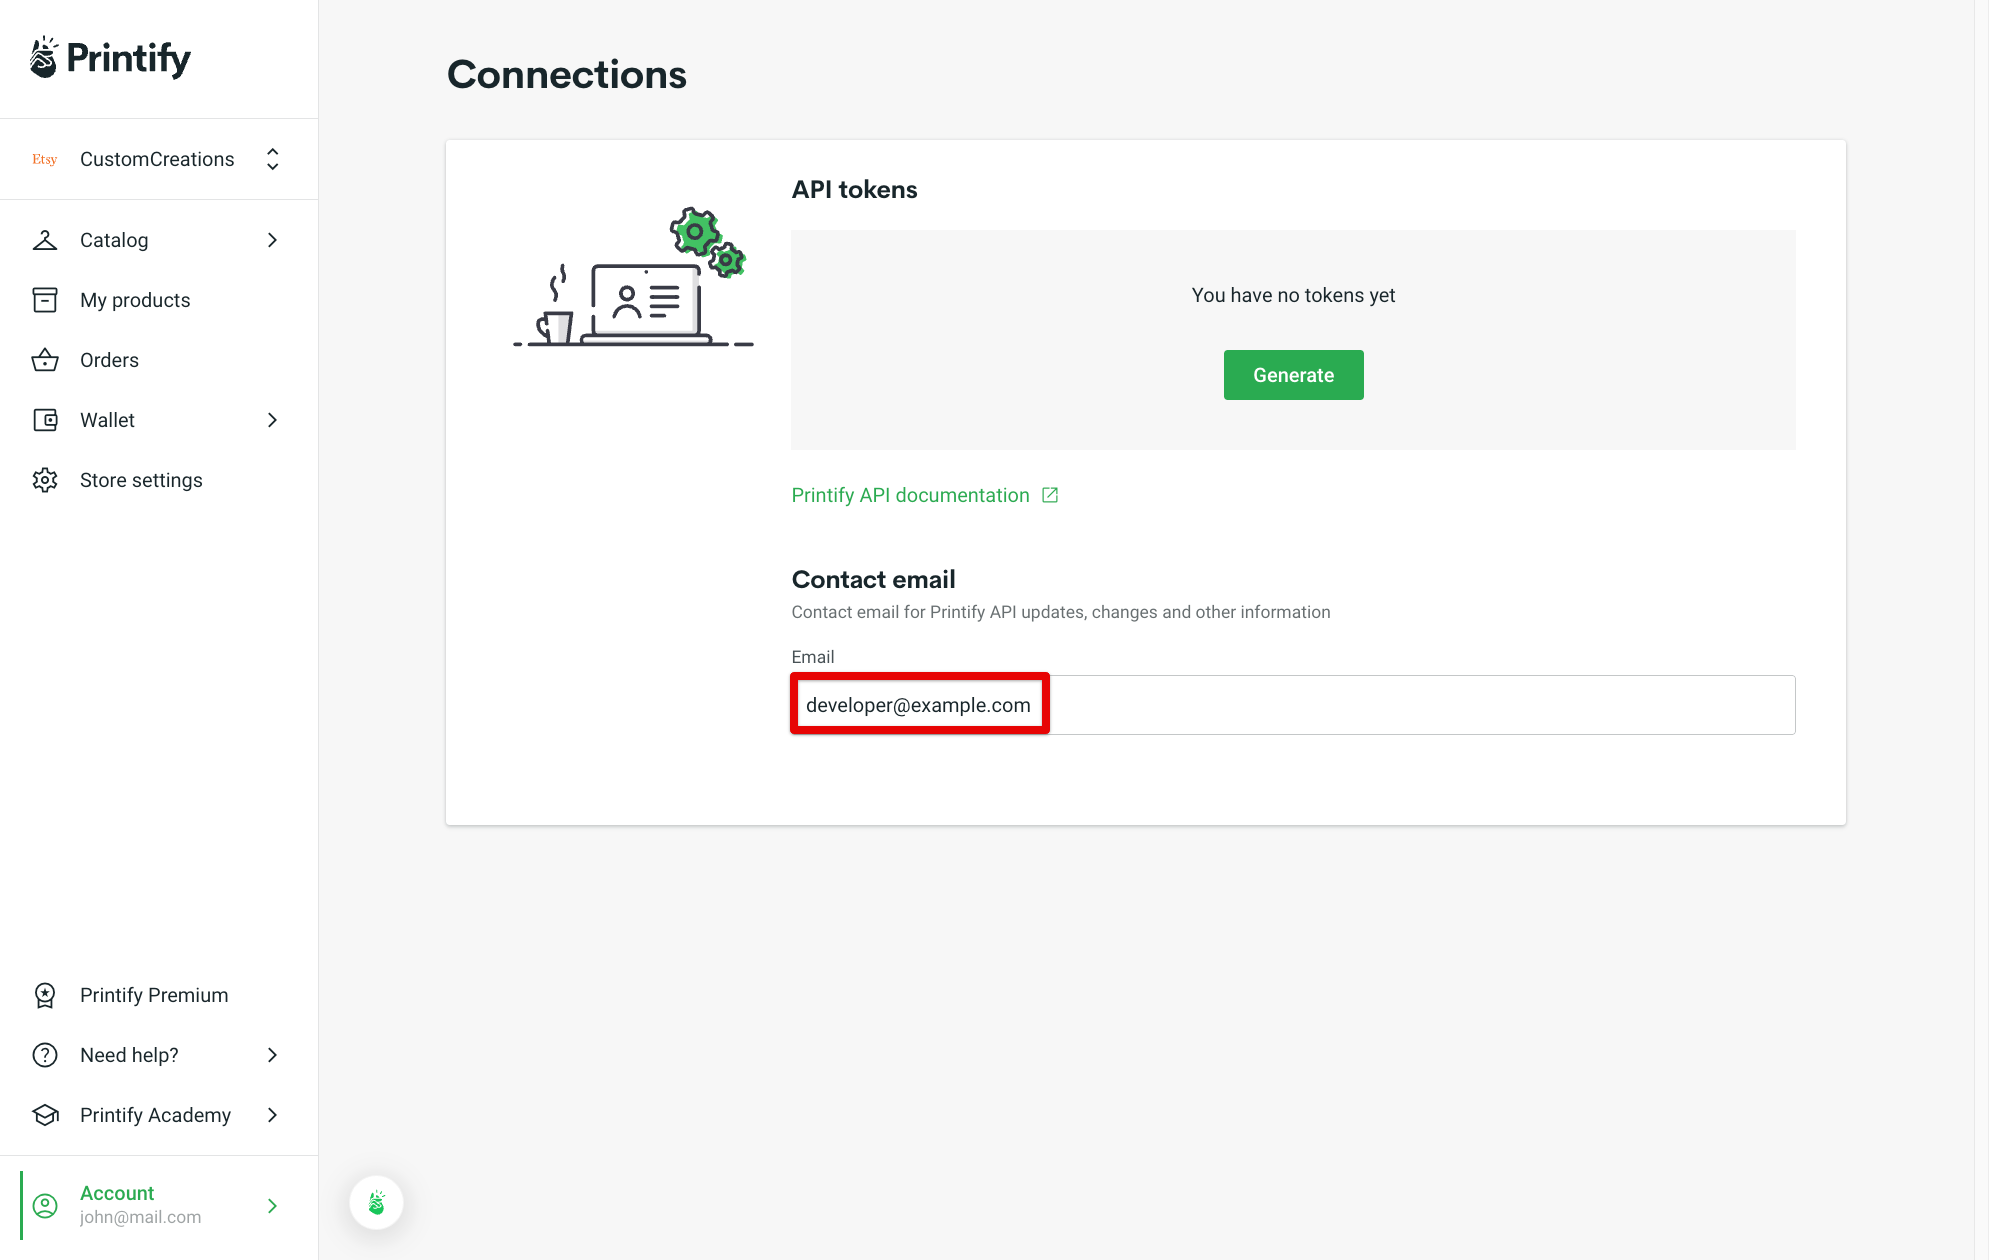 Printify
Etsy CustomCreations
Catalog
My products
Orders
Wallet
Store settings
Printify Premium
Need help?
Printify Academy
Account
john@mail.com
Connections
API tokens
You have no tokens yet
Generate
Printify API documentation
Contact email
Contact email for Printify API updates, changes and other information
Email
developer@example.com